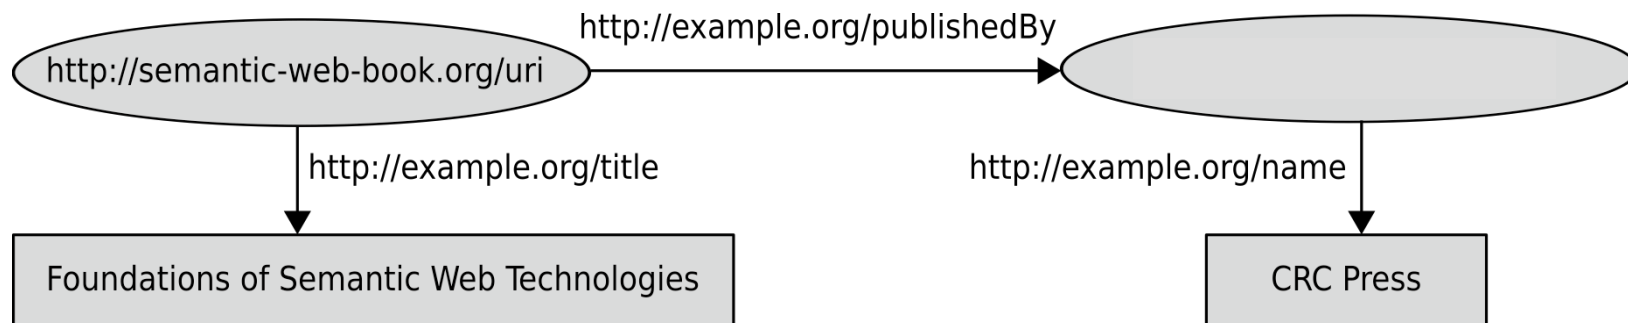 http://example.org/publishedBy
http://semantic-web-book.org/uri
http://example.org/title
http://example.org/name
Foundations of Semantic Web Technologies
CRC Press